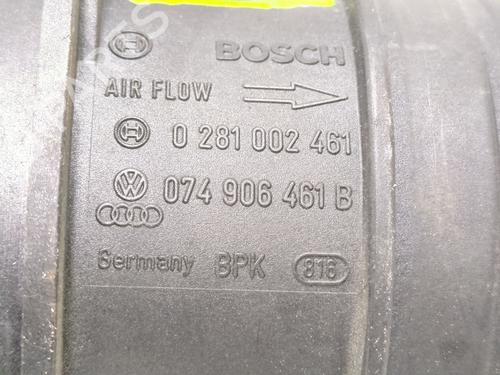 BOSCH
AIR FLOW
0 281 002 461
074 906 461 B
Germany BPK 816